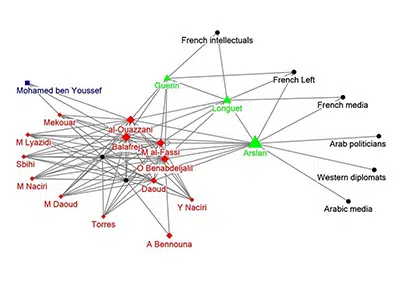 French intellectuals
French Left
Guerin
Mohamed ben Youssef
Longuet
French media
Mekouar
al-Ouazzani
Balafrej
M Lyazidi
M al-Fassi
Arslan
Arab politicians
Sbihi
O Benabdeljalil
Western diplomats
M Naciri
Daoud
M Daoud
Y Naciri
Arabic media
Torres
A Bennouna